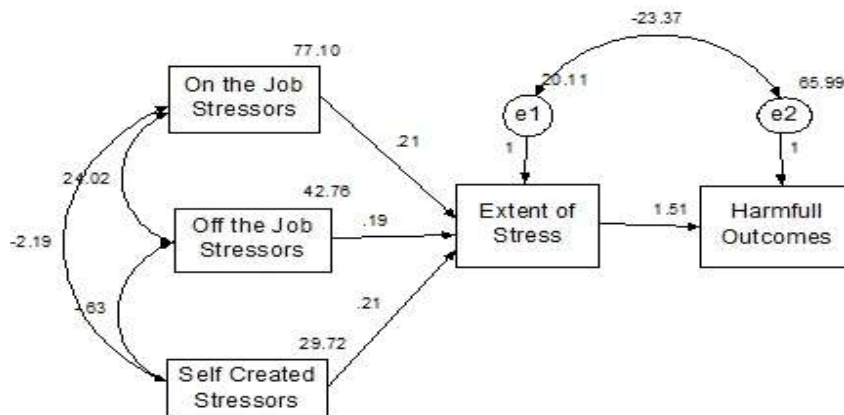 -23.37
77.10
20.11
65.99
On the Job
Stressors
e1
e2
.21
1
1
24.02
42.76
Extent of
Stress
1.51
Harmfull
Outcomes
Off the Job
Stressors
.19
-2.19
.21
29.72
Self Created
Stressors